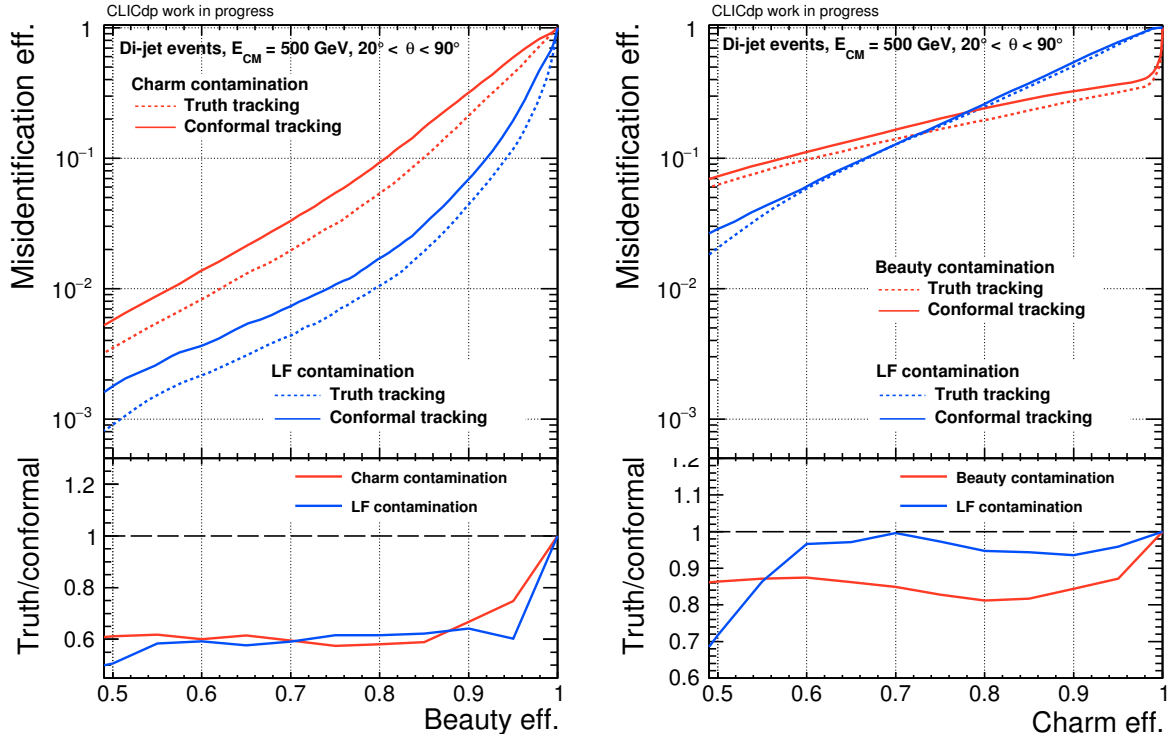 CLICdp work in progress
Misidentification eff.
1
10⁻¹
10⁻²
10⁻³
Di-jet events, E_CM = 500 GeV, 20° < θ < 90°
Charm contamination
Truth tracking
Conformal tracking
LF contamination
Truth tracking
Conformal tracking
Truth/conformal
1.2
1
0.8
0.6
Charm contamination
LF contamination
0.5 0.6 0.7 0.8 0.9 1
Beauty eff.
CLICdp work in progress
Misidentification eff.
1
10⁻¹
10⁻²
10⁻³
Di-jet events, E_CM = 500 GeV, 20° < θ < 90°
Beauty contamination
Truth tracking
Conformal tracking
LF contamination
Truth tracking
Conformal tracking
Truth/conformal
1.2
1.1
1
0.9
0.8
0.7
0.6
Beauty contamination
LF contamination
0.5 0.6 0.7 0.8 0.9 1
Charm eff.